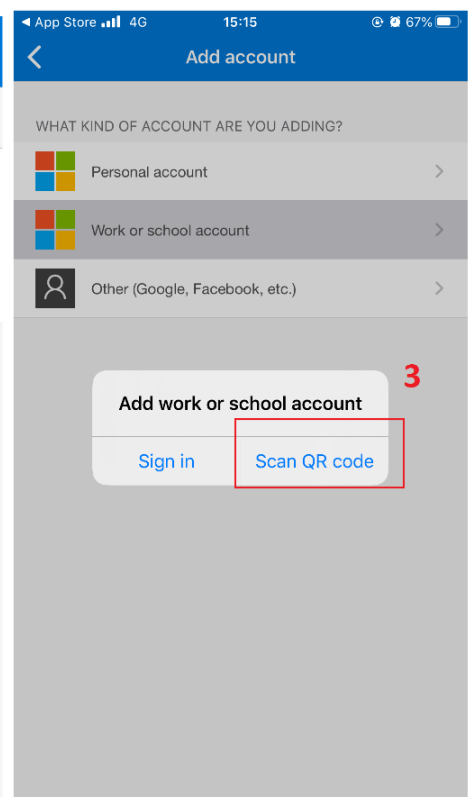 ◀ App Store 4G 15:15 67%
Add account
WHAT KIND OF ACCOUNT ARE YOU ADDING?
Personal account
Work or school account
Other (Google, Facebook, etc.)
3
Add work or school account
Sign in Scan QR code